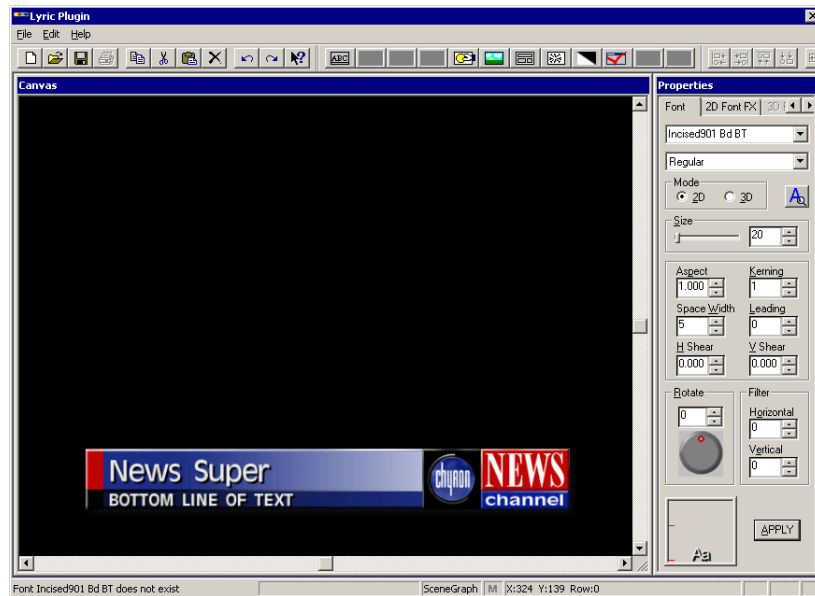 Lyric Plugin
File Edit Help
ABC
Canvas
Properties
Font 2D Font FX 3D
Incised901 Bd BT
Regular
Mode
2D 3D
A
Size
20
Aspect Kerning
1.000 1
Space Width Leading
5 0
H Shear V Shear
0.000 0.000
Rotate Filter
0 Horizontal
0
Vertical
0
Aa
APPLY
News Super
BOTTOM LINE OF TEXT
chyron
NEWS
channel
Font Incised901 Bd BT does not exist SceneGraph M X:324 Y:139 Row:0